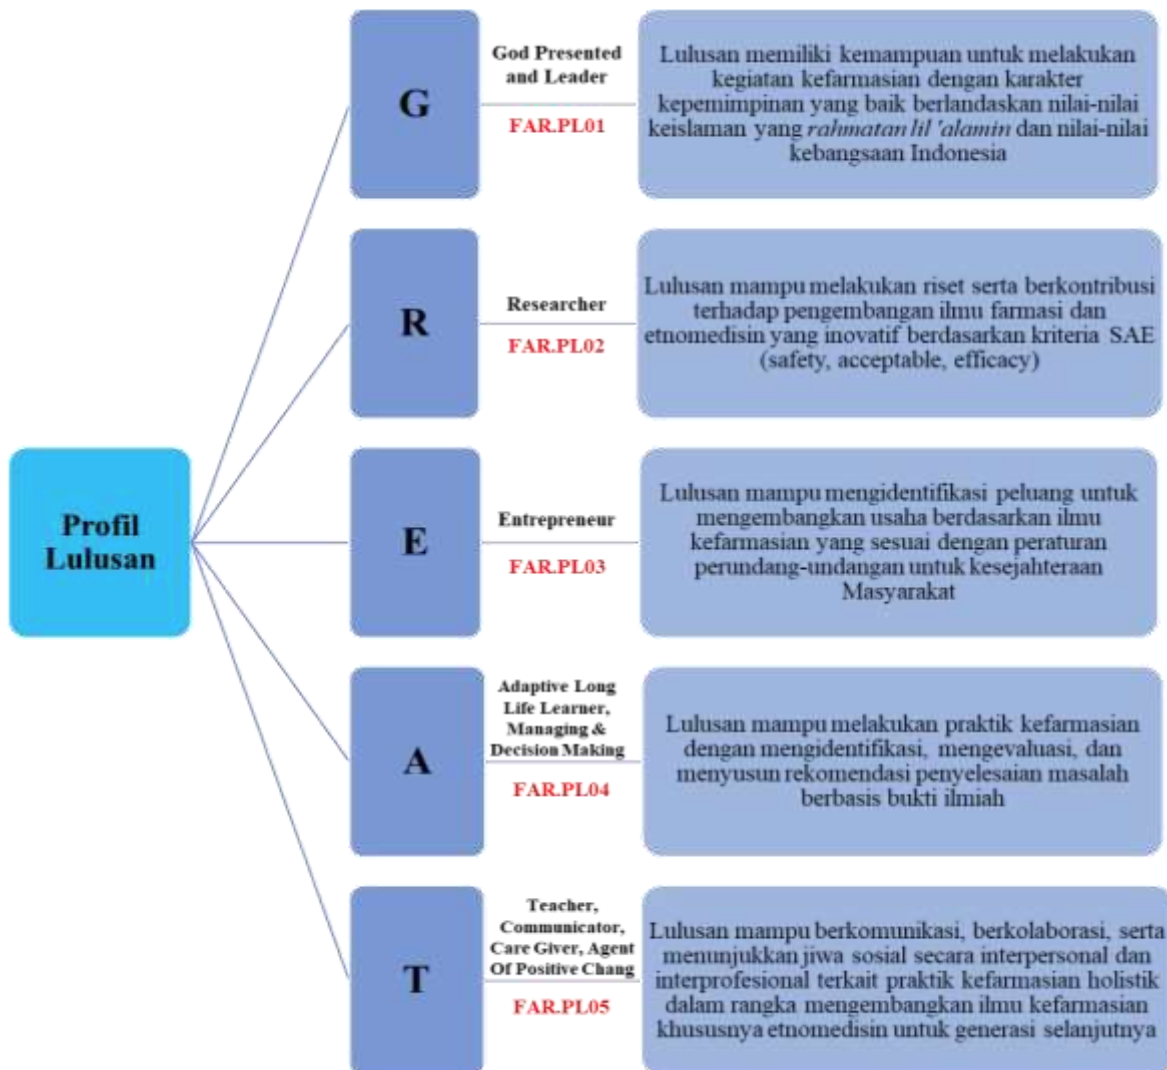 Profil
Lulusan
G
God Presented
and Leader
FAR.PL01
Lulusan memiliki kemampuan untuk melakukan
kegiatan kefarmasian dengan karakter
kepemimpinan yang baik berlandaskan nilai-nilai
keislaman yang rahmatan lil 'alamin dan nilai-nilai
kebangsaan Indonesia
R
Researcher
FAR.PL02
Lulusan mampu melakukan riset serta berkontribusi
terhadap pengembangan ilmu farmasi dan
etnomedisin yang inovatif berdasarkan kriteria SAE
(safety, acceptable, efficacy)
E
Entrepreneur
FAR.PL03
Lulusan mampu mengidentifikasi peluang untuk
mengembangkan usaha berdasarkan ilmu
kefarmasian yang sesuai dengan peraturan
perundang-undangan untuk kesejahteraan
Masyarakat
A
Adaptive Long
Life Learner,
Managing &
Decision Making
FAR.PL04
Lulusan mampu melakukan praktik kefarmasian
dengan mengidentifikasi, mengevaluasi, dan
menyusun rekomendasi penyelesaian masalah
berbasis bukti ilmiah
T
Teacher,
Communicator,
Care Giver, Agent
Of Positive Chang
FAR.PL05
Lulusan mampu berkomunikasi, berkolaborasi, serta
menunjukkan jiwa sosial secara interpersonal dan
interprofesional terkait praktik kefarmasian holistik
dalam rangka mengembangkan ilmu kefarmasian
khususnya etnomedisin untuk generasi selanjutnya